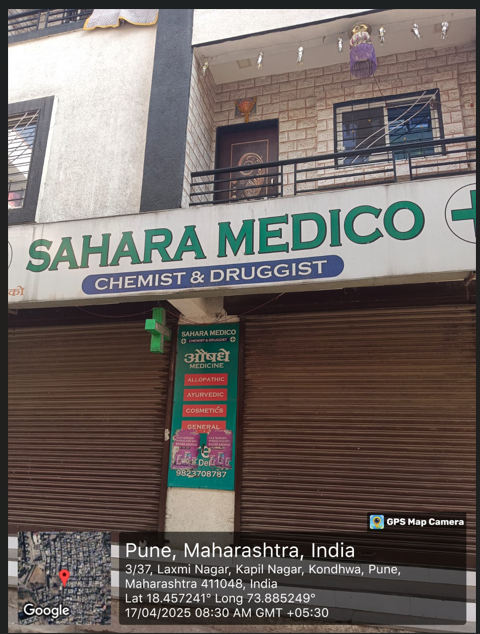 SAHARA MEDICO
CHEMIST & DRUGGIST
को
SAHARA MEDICO
CHEMIST & DRUGGIST
औषधे
MEDICINE
ALLOPATHIC
AYURVEDIC
COSMETICS
GENERAL
9823708787
GPS Map Camera
Pune, Maharashtra, India
3/37, Laxmi Nagar, Kapil Nagar, Kondhwa, Pune,
Maharashtra 411048, India
Lat 18.457241° Long 73.885249°
17/04/2025 08:30 AM GMT +05:30
Google